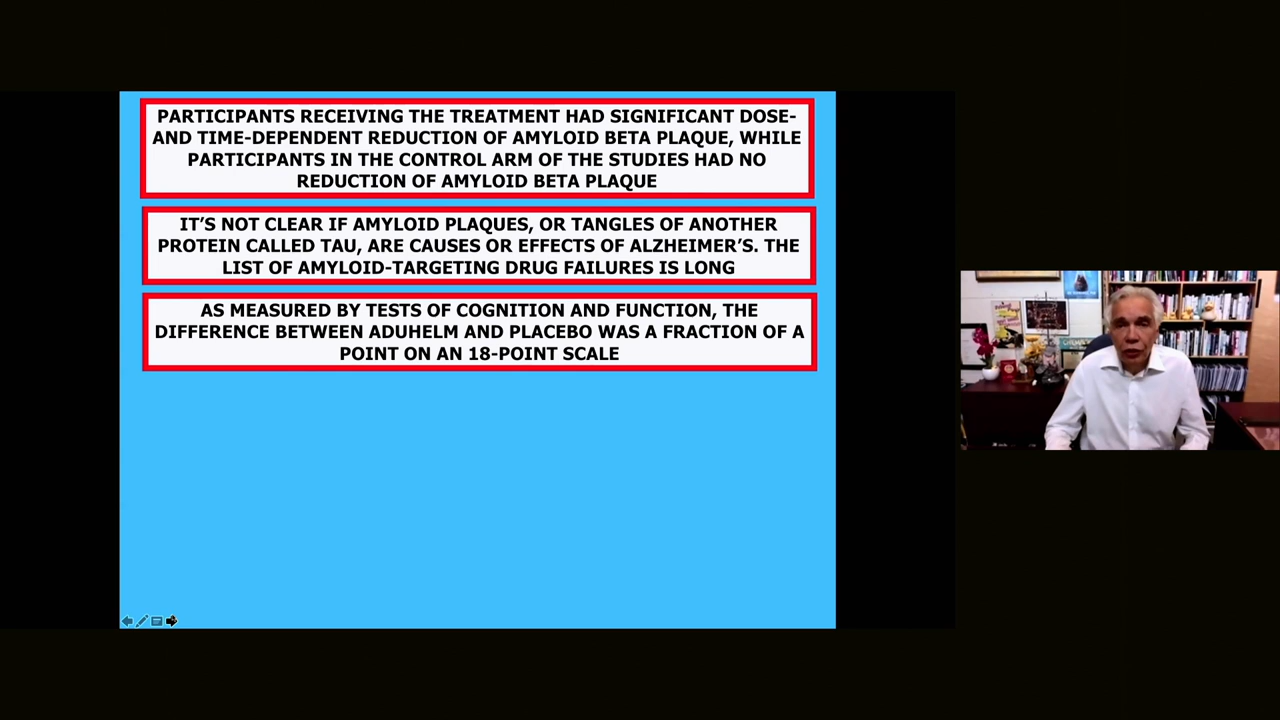 PARTICIPANTS RECEIVING THE TREATMENT HAD SIGNIFICANT DOSE-
AND TIME-DEPENDENT REDUCTION OF AMYLOID BETA PLAQUE, WHILE
PARTICIPANTS IN THE CONTROL ARM OF THE STUDIES HAD NO
REDUCTION OF AMYLOID BETA PLAQUE
IT’S NOT CLEAR IF AMYLOID PLAQUES, OR TANGLES OF ANOTHER
PROTEIN CALLED TAU, ARE CAUSES OR EFFECTS OF ALZHEIMER’S. THE
LIST OF AMYLOID-TARGETING DRUG FAILURES IS LONG
AS MEASURED BY TESTS OF COGNITION AND FUNCTION, THE
DIFFERENCE BETWEEN ADUHELM AND PLACEBO WAS A FRACTION OF A
POINT ON AN 18-POINT SCALE